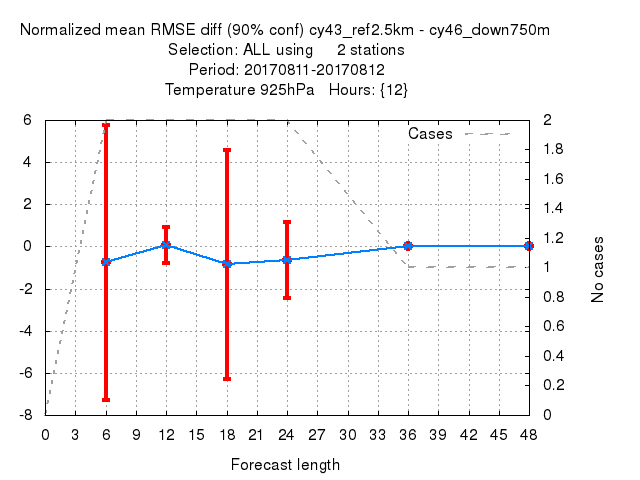 Normalized mean RMSE diff (90% conf) cy43_ref2.5km - cy46_down750m
Selection: ALL using 2 stations
Period: 20170811-20170812
Temperature 925hPa Hours: {12}
Cases
6
4
2
0
-2
-4
-6
-8
2
1.8
1.6
1.4
1.2
1
0.8
0.6
0.4
0.2
0
No cases
0 3 6 9 12 15 18 21 24 27 30 33 36 39 42 45 48
Forecast length